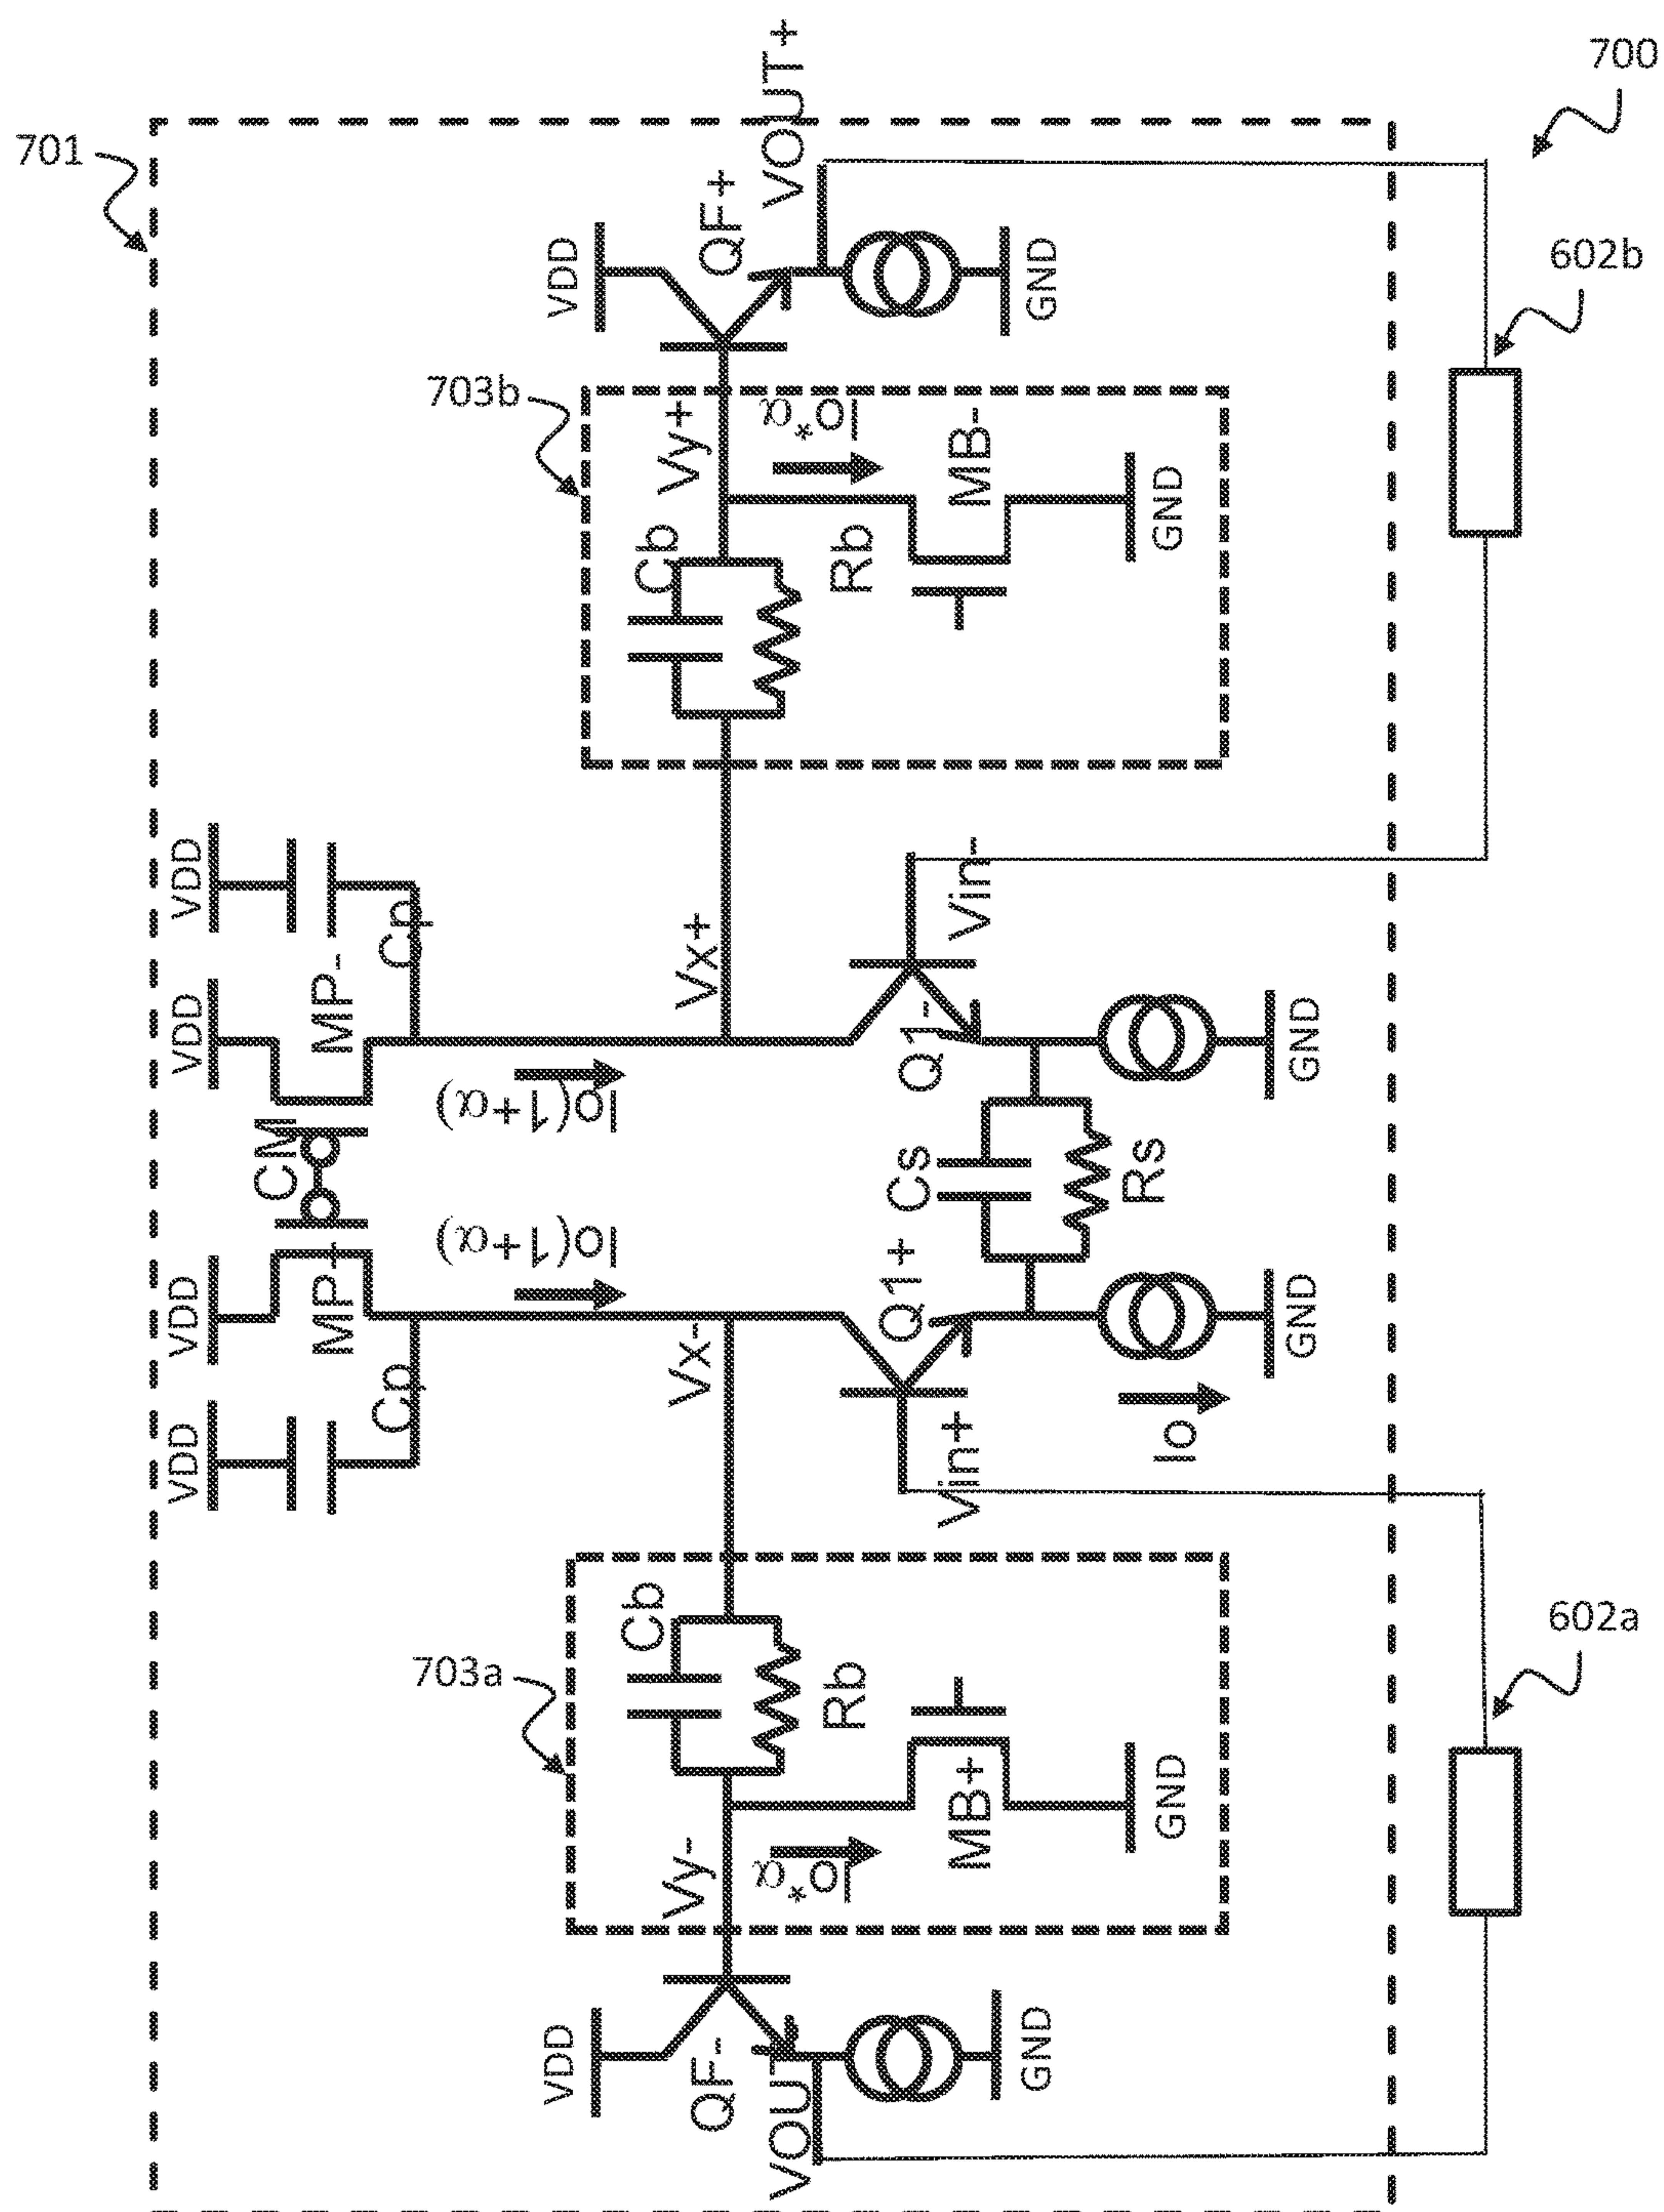 700
701
VOUT+
QF+
VDD
GND
602b
703b
Vy+
Io*α
MB-
Cb
Rb
GND
VDD
VDD
Cp
MP-
Vx+
Vin-
Io(1+α)
Q1-
GND
CM
Cs
Rs
Io(1+α)
MP+
VDD
Q1+
GND
Vx-
VDD
Cp
Vin+
Io
703a
Cb
Rb
602a
MB+
GND
Vy-
Io*α
VDD
QF-
VOUT
GND